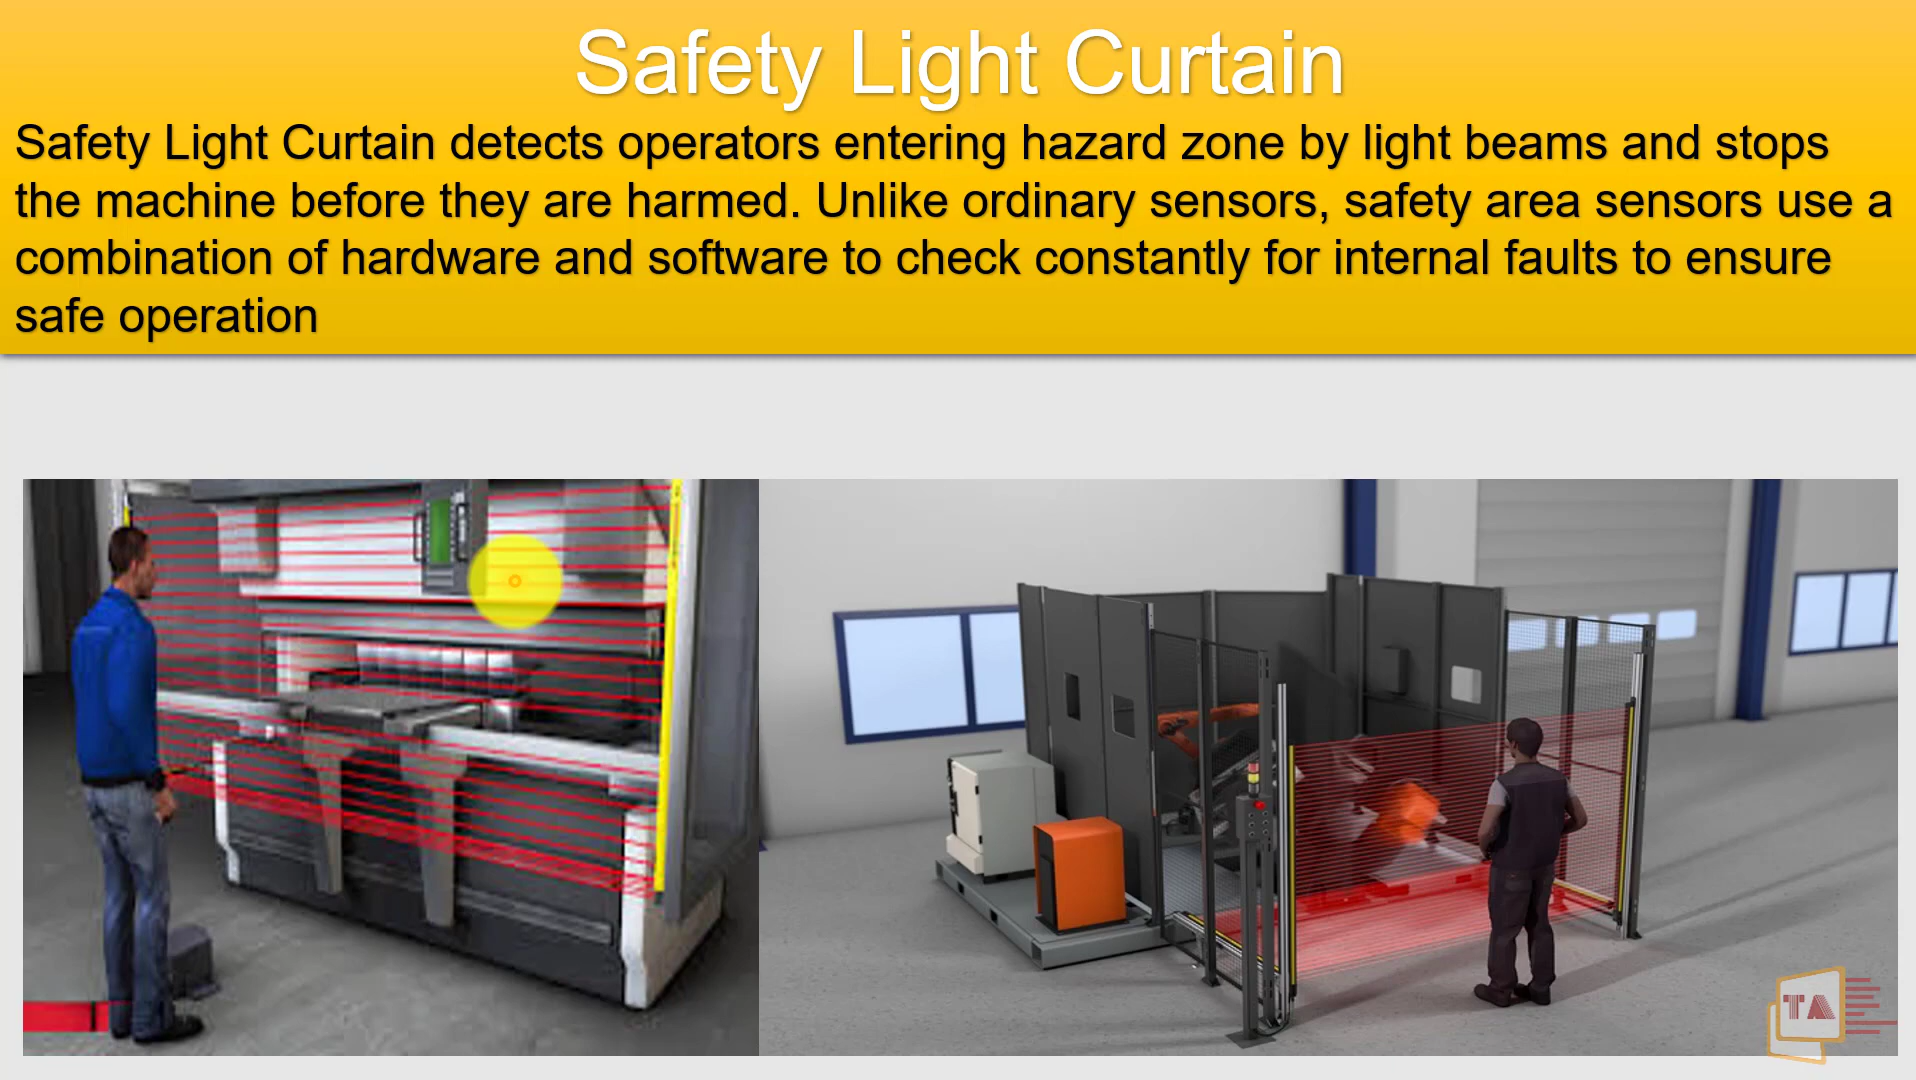 Safety Light Curtain
Safety Light Curtain detects operators entering hazard zone by light beams and stops
the machine before they are harmed. Unlike ordinary sensors, safety area sensors use a
combination of hardware and software to check constantly for internal faults to ensure
safe operation
TA